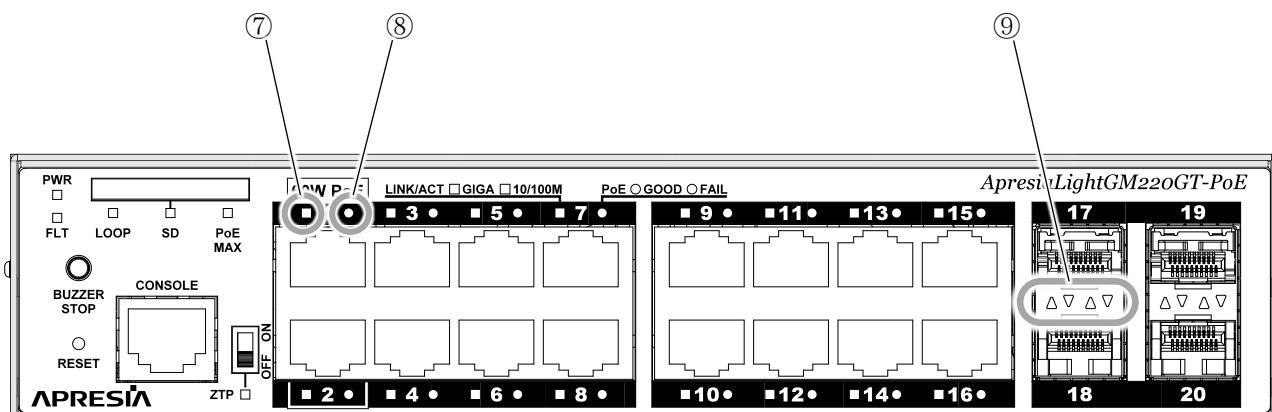 ⑦ ⑧ ⑨
PWR
FLT LOOP SD PoE MAX
BUZZER STOP
CONSOLE
RESET
OFF ON
ZTP
APRESIA
PoE
LINK/ACT GIGA 10/100M PoE GOOD FAIL
ApresiaLightGM220GT-PoE
3 5 7 9 11 13 15 17 19
2 4 6 8 10 12 14 16 18 20